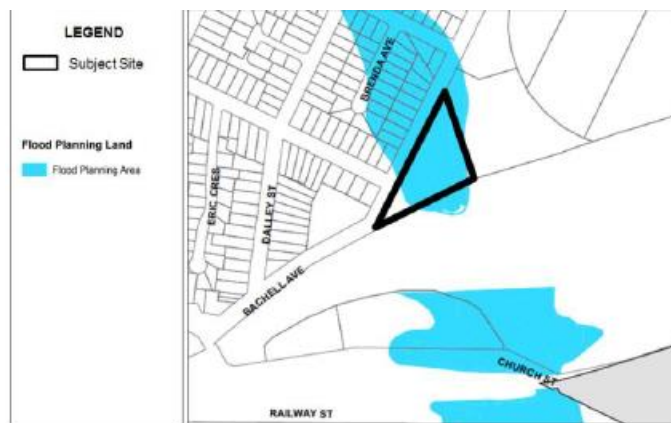 LEGEND
Subject Site
Flood Planning Land
Flood Planning Area
BRENDA AVE
ERIC CRES
DALLEY ST
BACHELL AVE
CHURCH ST
RAILWAY ST